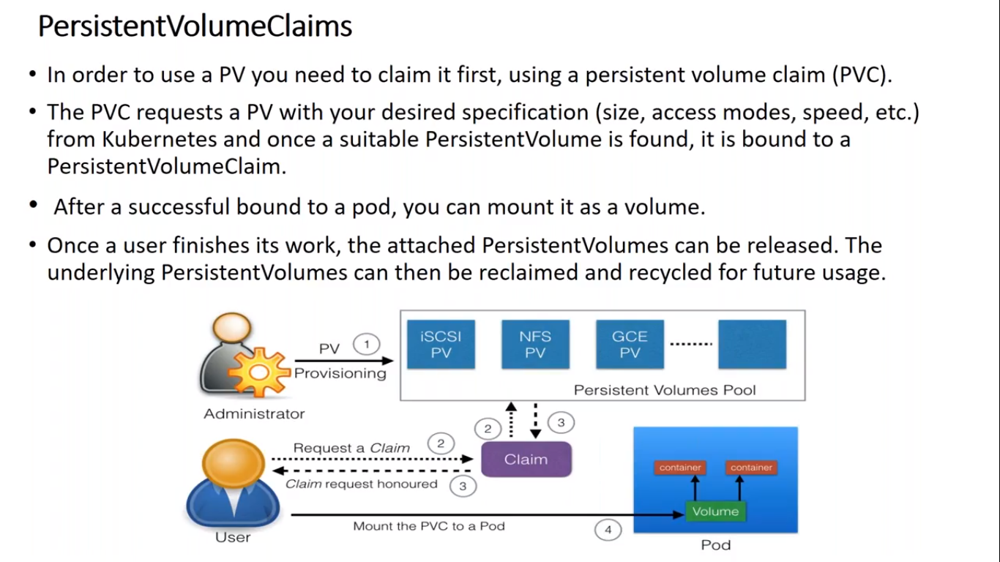 PersistentVolumeClaims
• In order to use a PV you need to claim it first, using a persistent volume claim (PVC).
• The PVC requests a PV with your desired specification (size, access modes, speed, etc.)
from Kubernetes and once a suitable PersistentVolume is found, it is bound to a
PersistentVolumeClaim.
• After a successful bound to a pod, you can mount it as a volume.
• Once a user finishes its work, the attached PersistentVolumes can be released. The
underlying PersistentVolumes can then be reclaimed and recycled for future usage.
PV 1
Provisioning
Administrator
iSCSI
PV
NFS
PV
GCE
PV
Persistent Volumes Pool
2
3
Request a Claim 2
Claim
Claim request honoured 3
Mount the PVC to a Pod 4
User
container
container
Volume
Pod